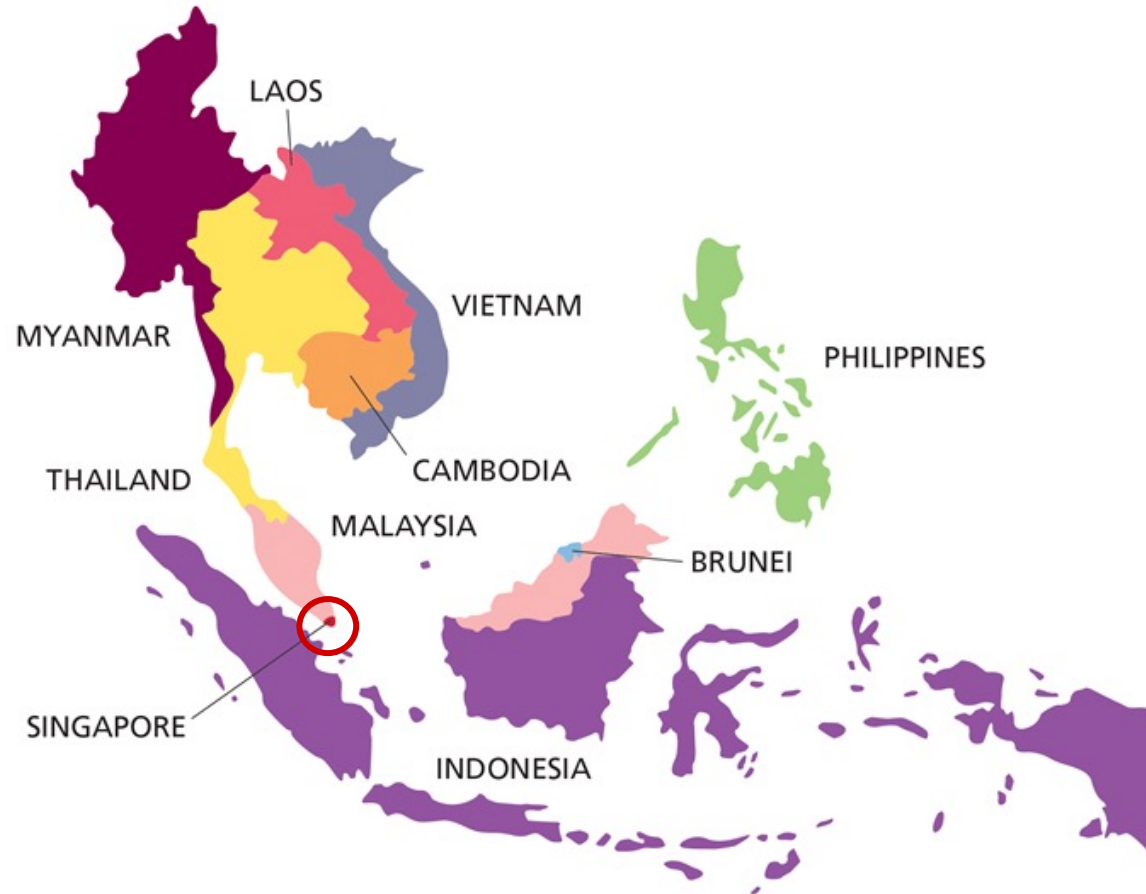 LAOS
VIETNAM
MYANMAR
PHILIPPINES
CAMBODIA
THAILAND
MALAYSIA
BRUNEI
SINGAPORE
INDONESIA